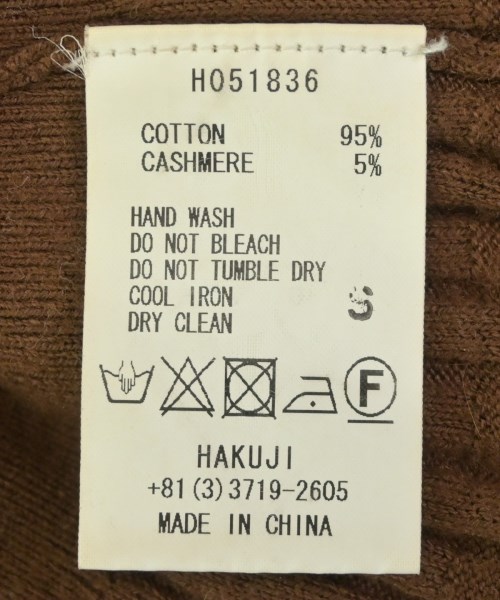 HO51836
COTTON 95%
CASHMERE 5%
HAND WASH
DO NOT BLEACH
DO NOT TUMBLE DRY
COOL IRON
DRY CLEAN
S
F
HAKUJI
+81(3)3719-2605
MADE IN CHINA